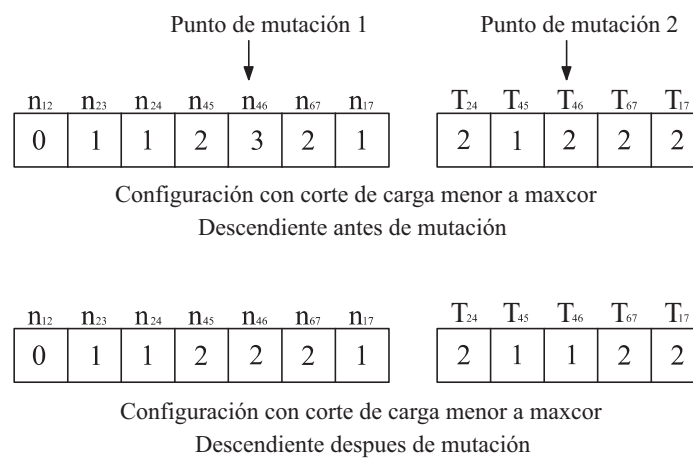 Punto de mutación 1 Punto de mutación 2
n12 n23 n24 n45 n46 n67 n17 T24 T45 T46 T67 T17
0 1 1 2 3 2 1 2 1 2 2 2
Configuración con corte de carga menor a maxcor
Descendiente antes de mutación
n12 n23 n24 n45 n46 n67 n17 T24 T45 T46 T67 T17
0 1 1 2 2 2 1 2 1 1 2 2
Configuración con corte de carga menor a maxcor
Descendiente despues de mutación